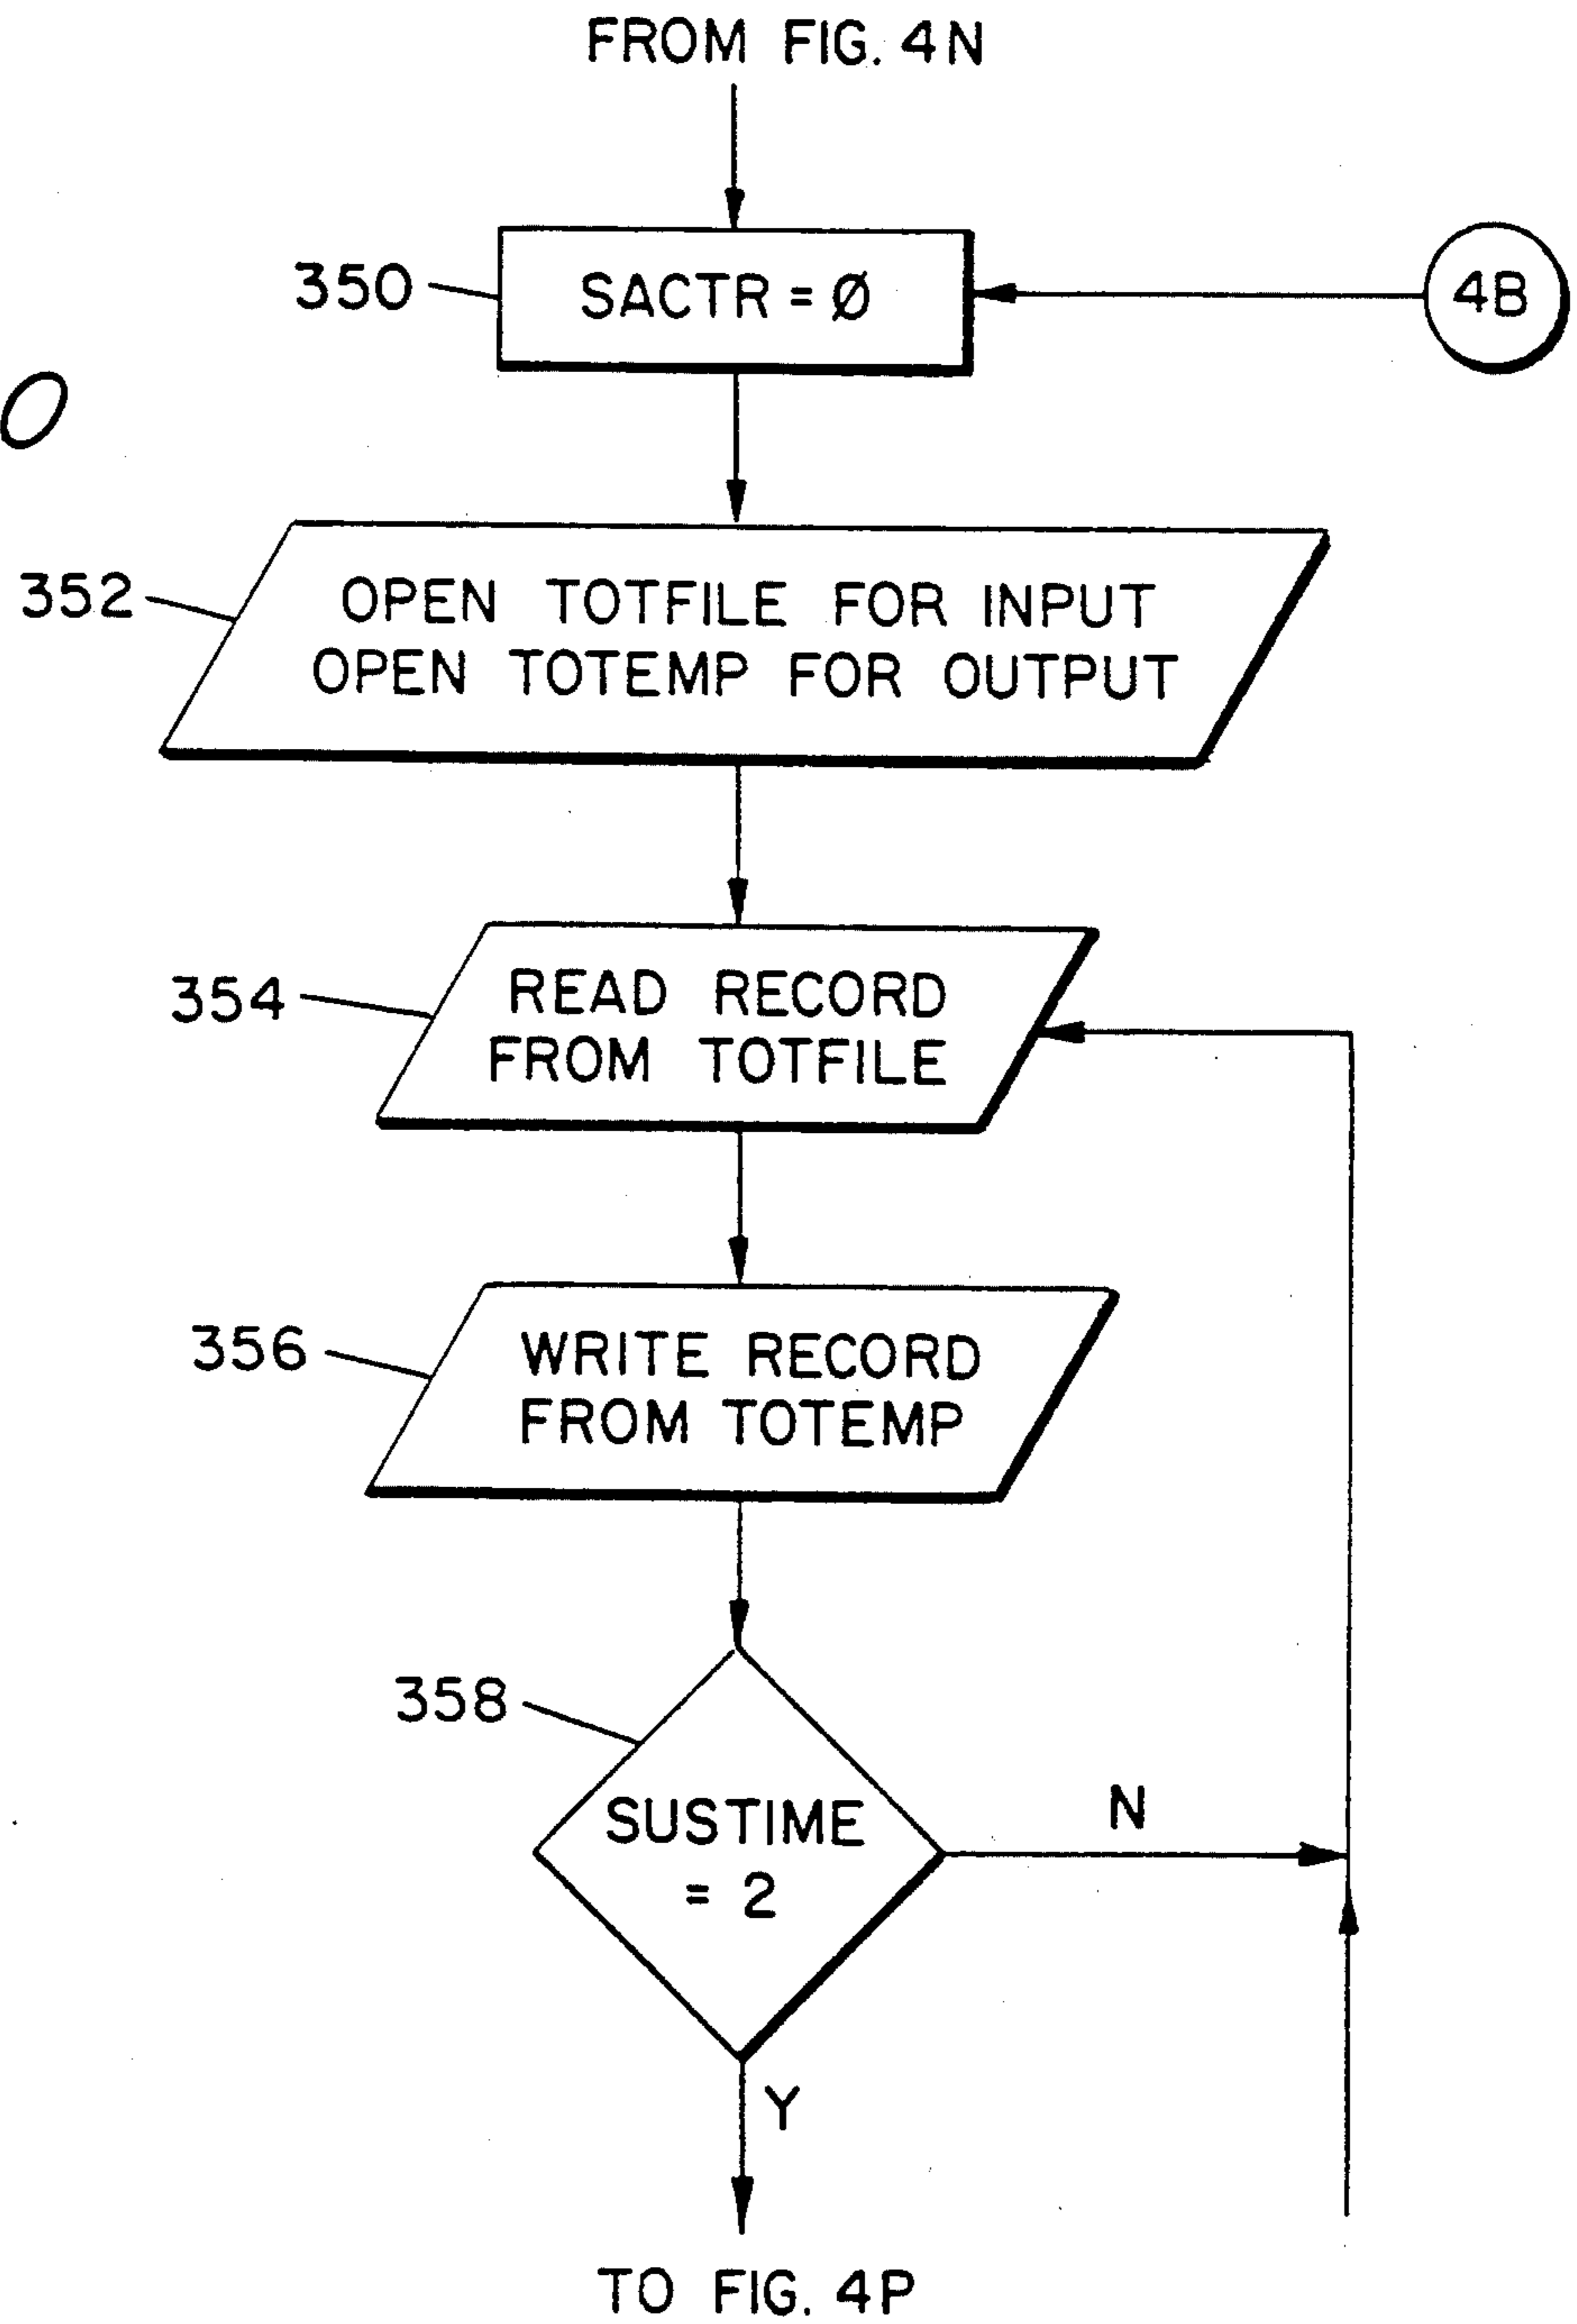 FROM FIG. 4N
350
SACTR = Ø
4B
O
352
OPEN TOTFILE FOR INPUT
OPEN TOTEMP FOR OUTPUT
354
READ RECORD
FROM TOTFILE
356
WRITE RECORD
FROM TOTEMP
358
SUSTIME
= 2
N
Y
TO FIG. 4P